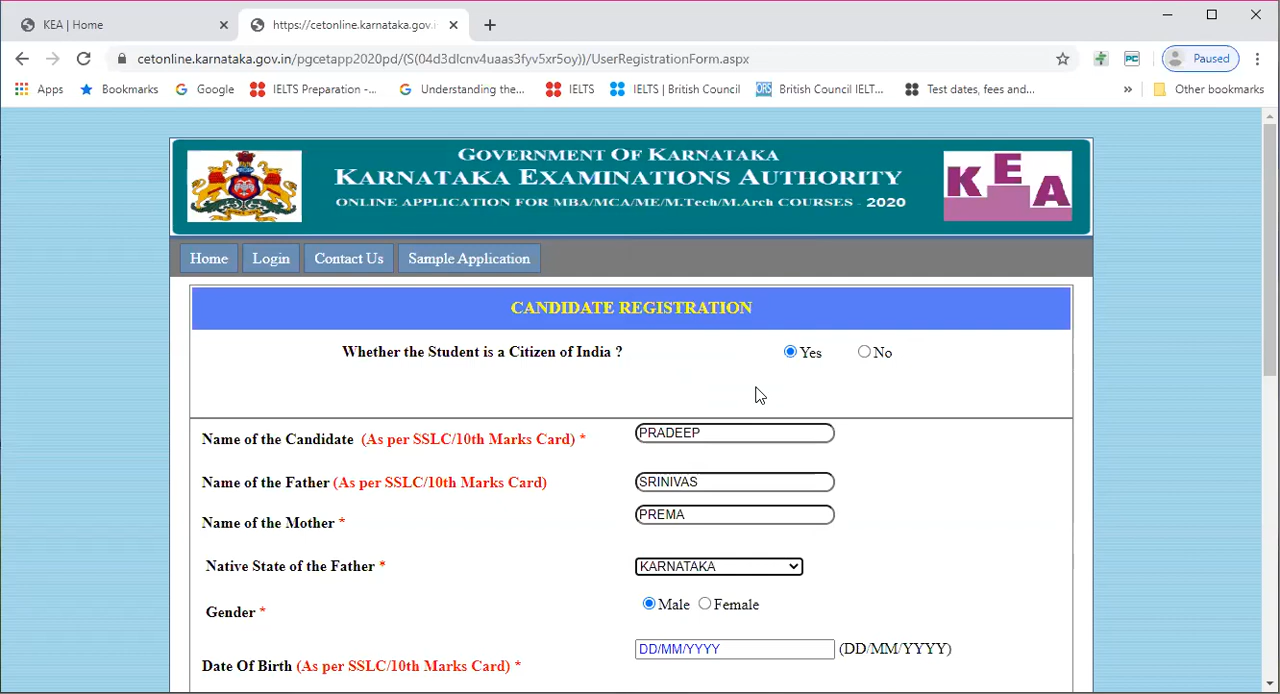 KEA | Home
https://cetonline.karnataka.gov.i
cetonline.karnataka.gov.in/pgcetapp2020pd/(S(04d3dlcnv4uaas3fyv5xr5oy))/UserRegistrationForm.aspx
PC
Paused
Apps
Bookmarks
Google
IELTS Preparation -...
Understanding the...
IELTS
IELTS | British Council
ORS
British Council IELT...
Test dates, fees and...
»
Other bookmarks
GOVERNMENT OF KARNATAKA
KARNATAKA EXAMINATIONS AUTHORITY
ONLINE APPLICATION FOR MBA/MCA/ME/M.Tech/M.Arch COURSES - 2020
KEA
Home
Login
Contact Us
Sample Application
CANDIDATE REGISTRATION
Whether the Student is a Citizen of India ?
Yes
No
Name of the Candidate (As per SSLC/10th Marks Card) *
PRADEEP
Name of the Father (As per SSLC/10th Marks Card)
SRINIVAS
Name of the Mother *
PREMA
Native State of the Father *
KARNATAKA
Gender *
Male
Female
Date Of Birth (As per SSLC/10th Marks Card) *
DD/MM/YYYY
(DD/MM/YYYY)